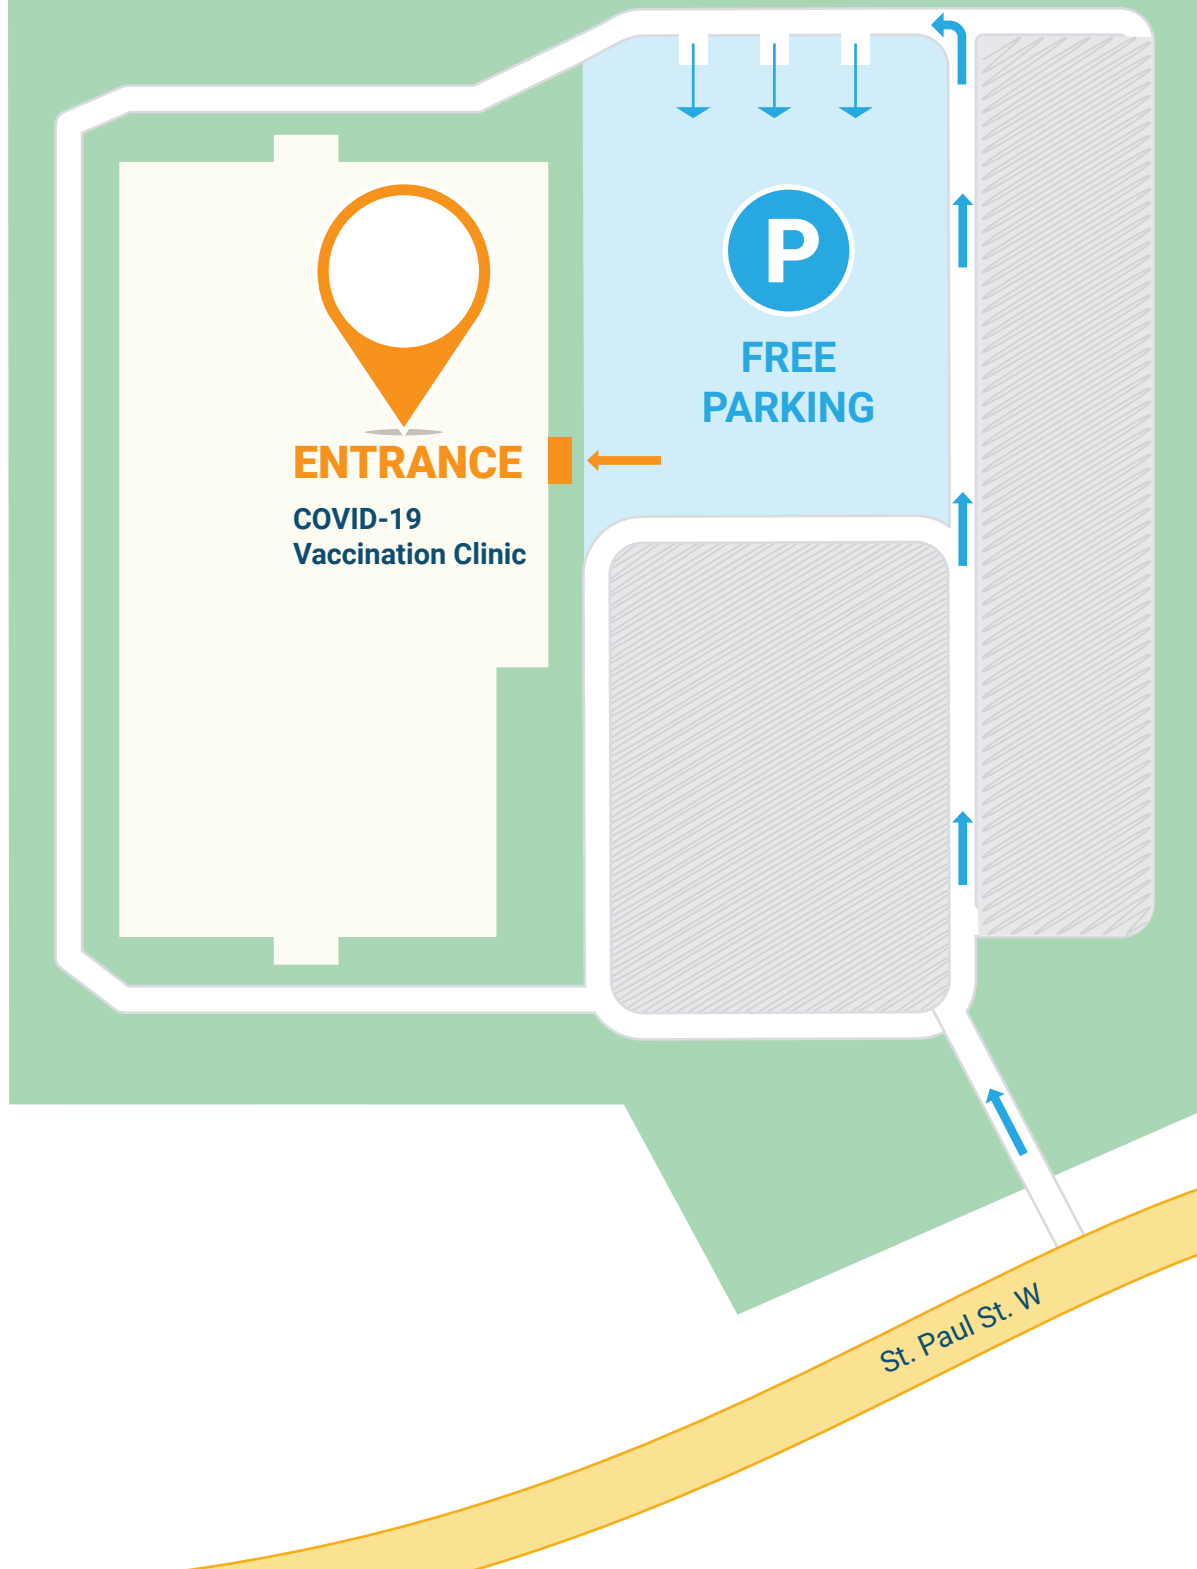 P
FREE
PARKING
ENTRANCE
COVID-19
Vaccination Clinic
St. Paul St. W